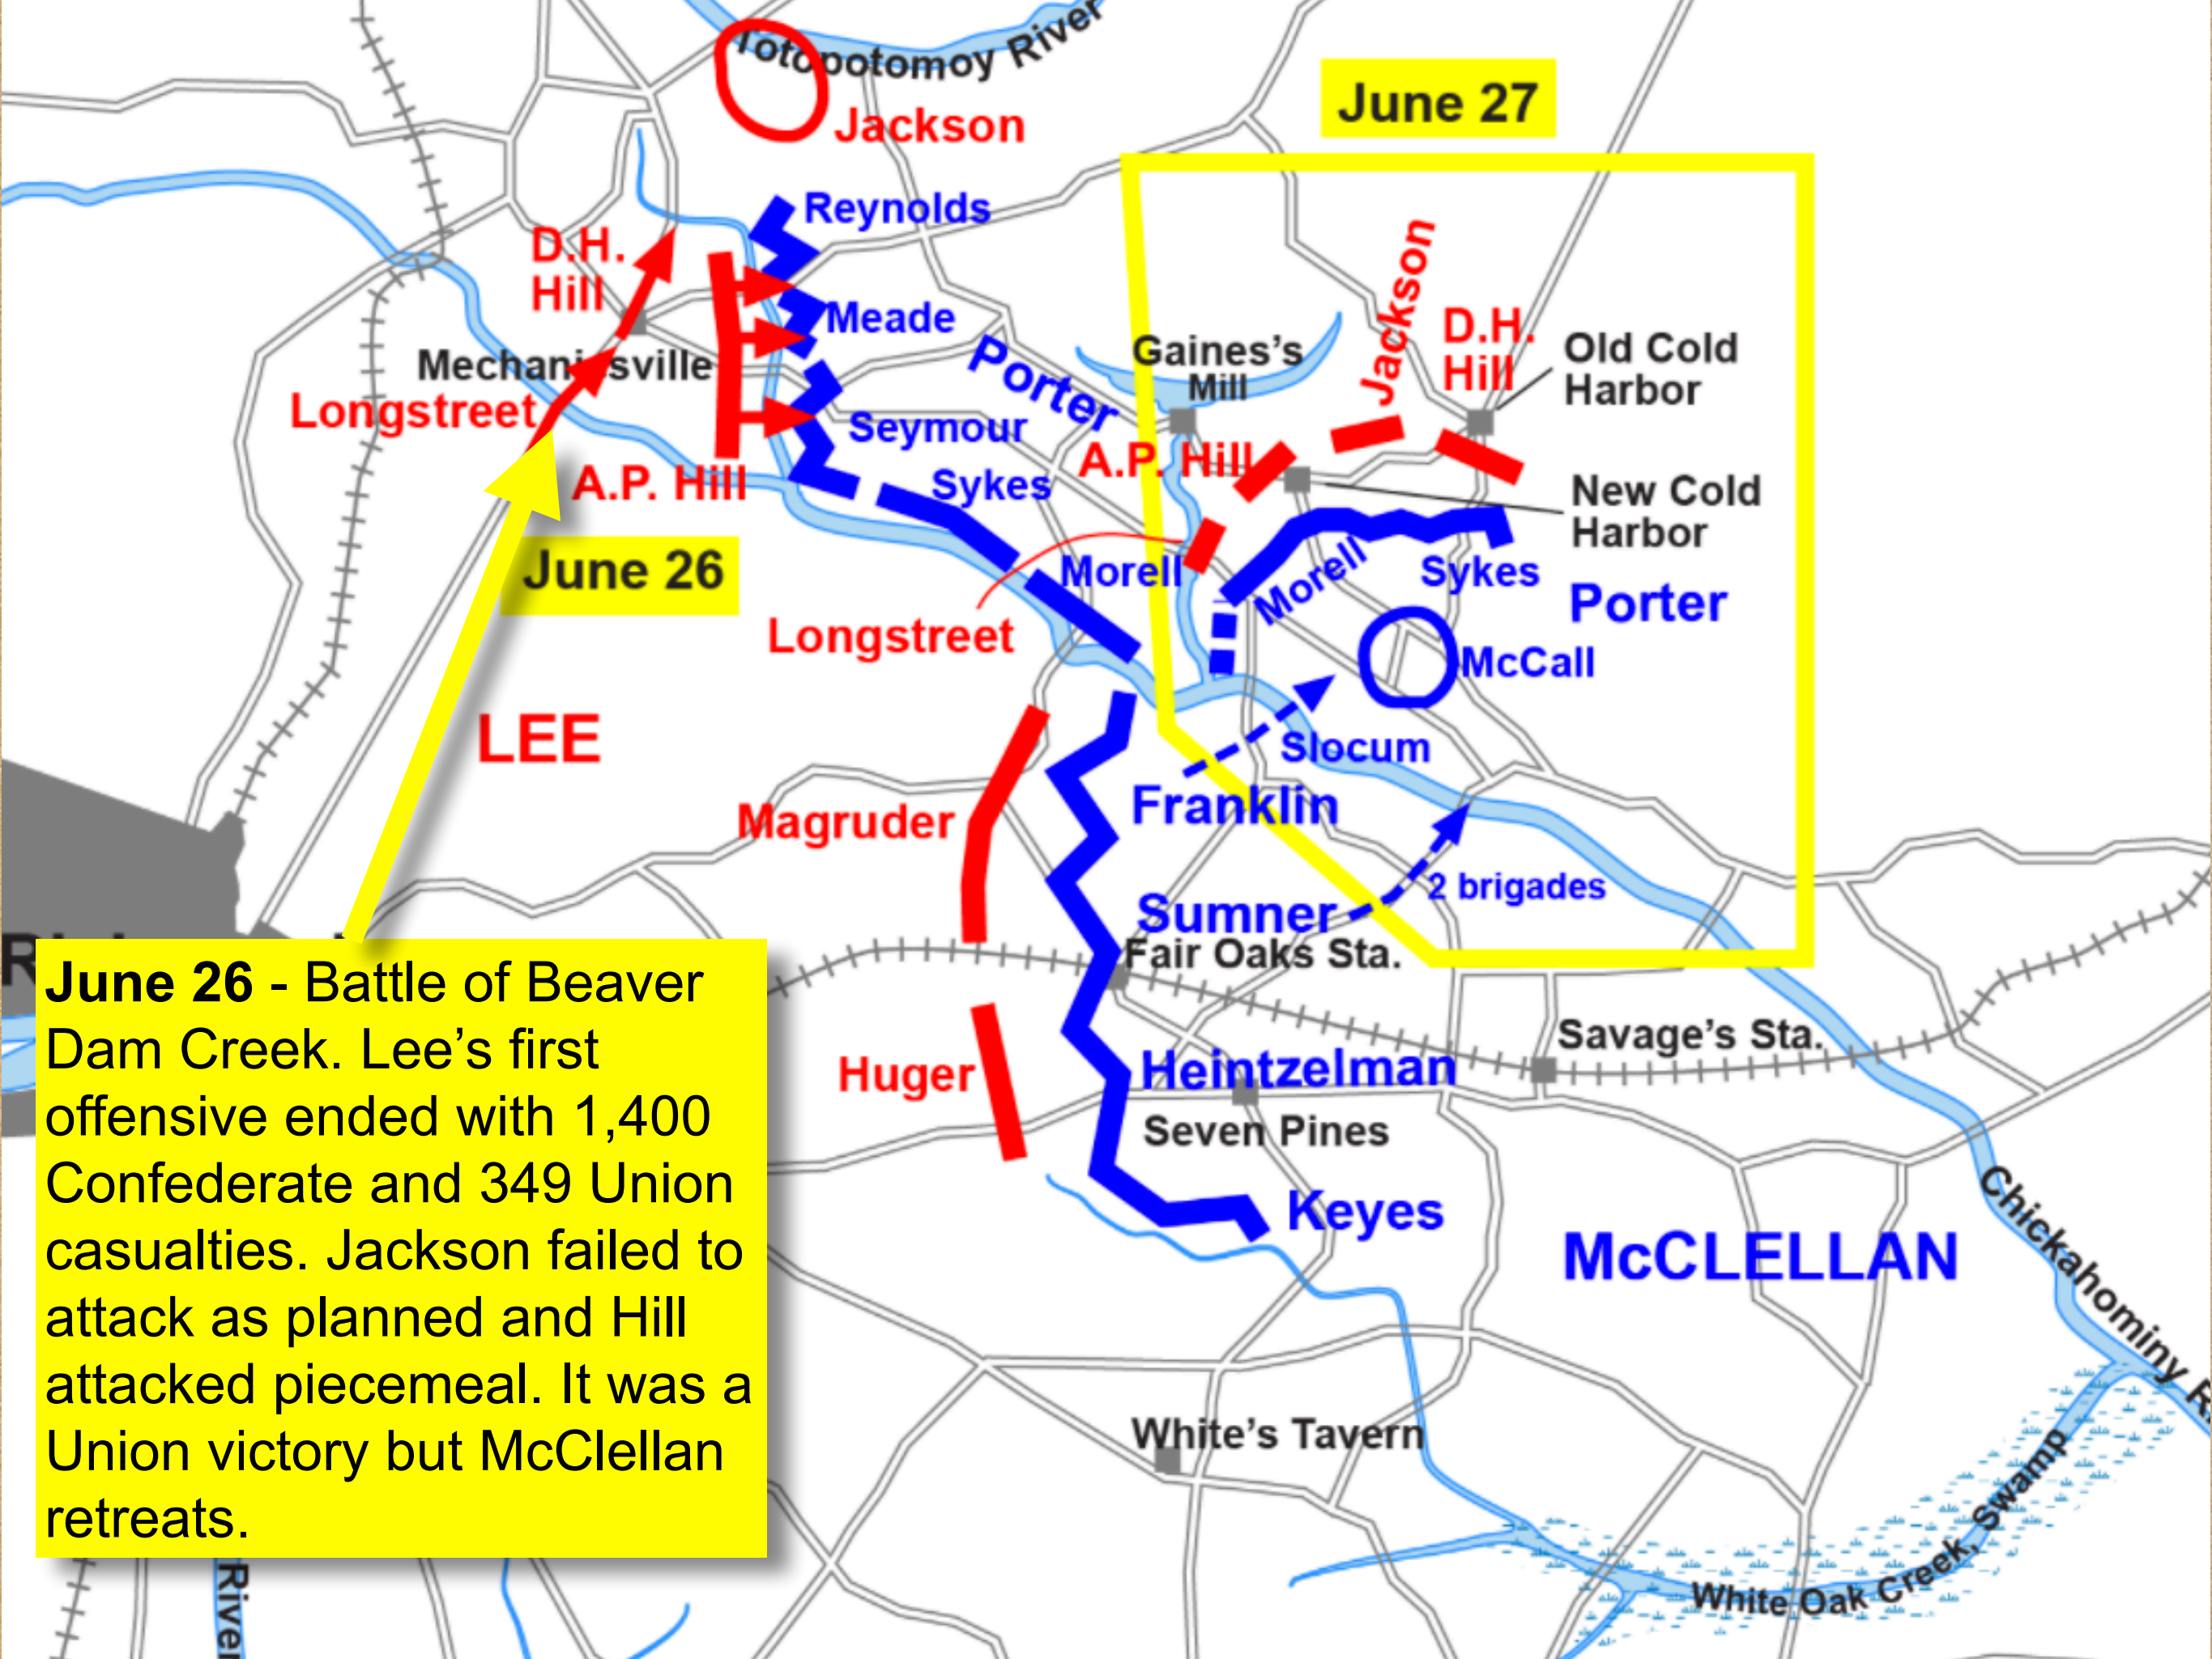 Totopotomoy River
Jackson
June 27
Reynolds
D.H.
Hill
Meade
Mechanicsville
Longstreet
Porter
Seymour
A.P. Hill
Sykes
June 26
Morell
Longstreet
Gaines's
Mill
Jackson
D.H.
Hill
Old Cold
Harbor
A.P. Hill
New Cold
Harbor
Morell
Sykes
Porter
McCall
Slocum
LEE
Magruder
Franklin
2 brigades
Sumner
Fair Oaks Sta.
Savage's Sta.
Huger
Heintzelman
Seven Pines
Keyes
McCLELLAN
Chickahominy
White's Tavern
White Oak Creek, Swamp
River
June 26 - Battle of Beaver
Dam Creek. Lee’s first
offensive ended with 1,400
Confederate and 349 Union
casualties. Jackson failed to
attack as planned and Hill
attacked piecemeal. It was a
Union victory but McClellan
retreats.